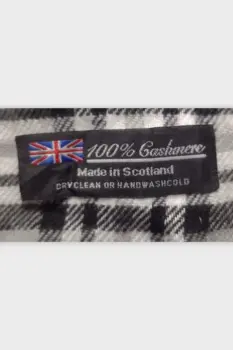 100% Cashmere
Made in Scotland
DRYCLEAN OR HANDWASHCOLD